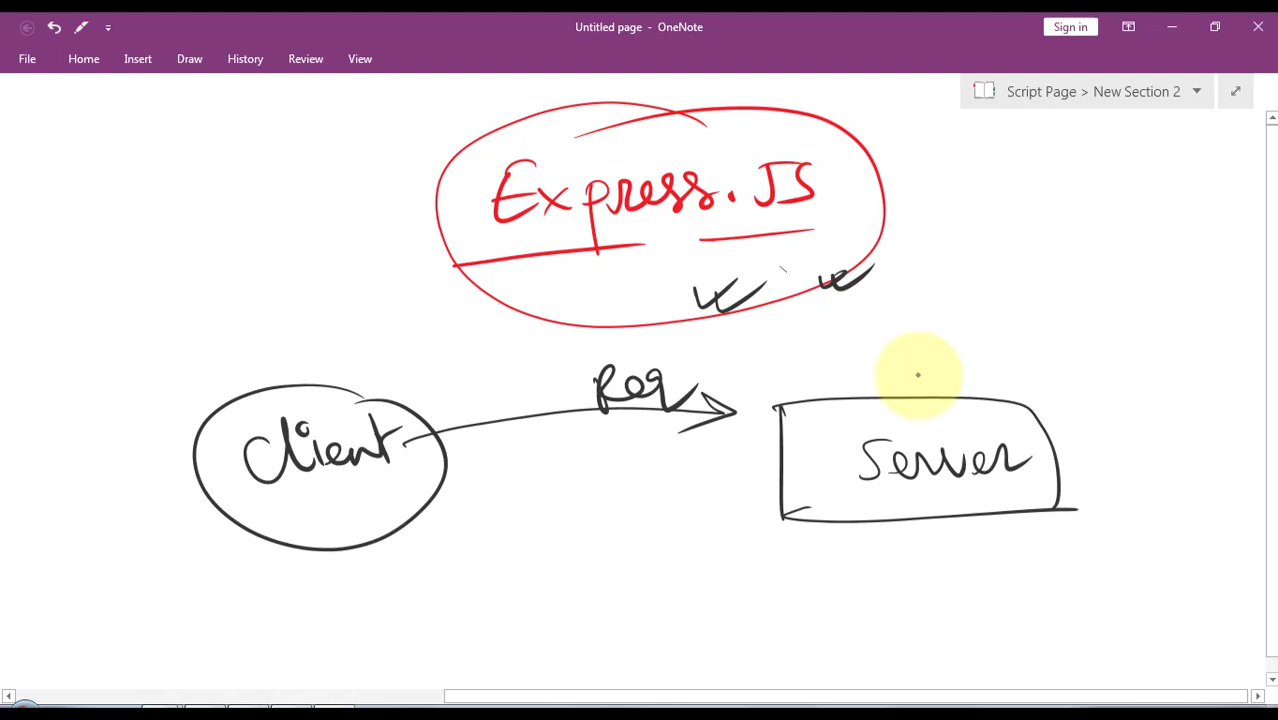 Untitled page - OneNote
Sign in
File Home Insert Draw History Review View
Script Page > New Section 2
Express.JS
Req
Client
Server